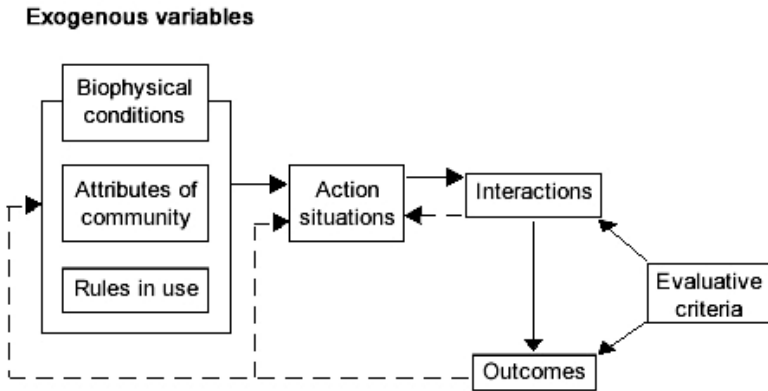 Exogenous variables
Biophysical
conditions
Attributes of
community
Rules in use
Action
situations
Interactions
Evaluative
criteria
Outcomes